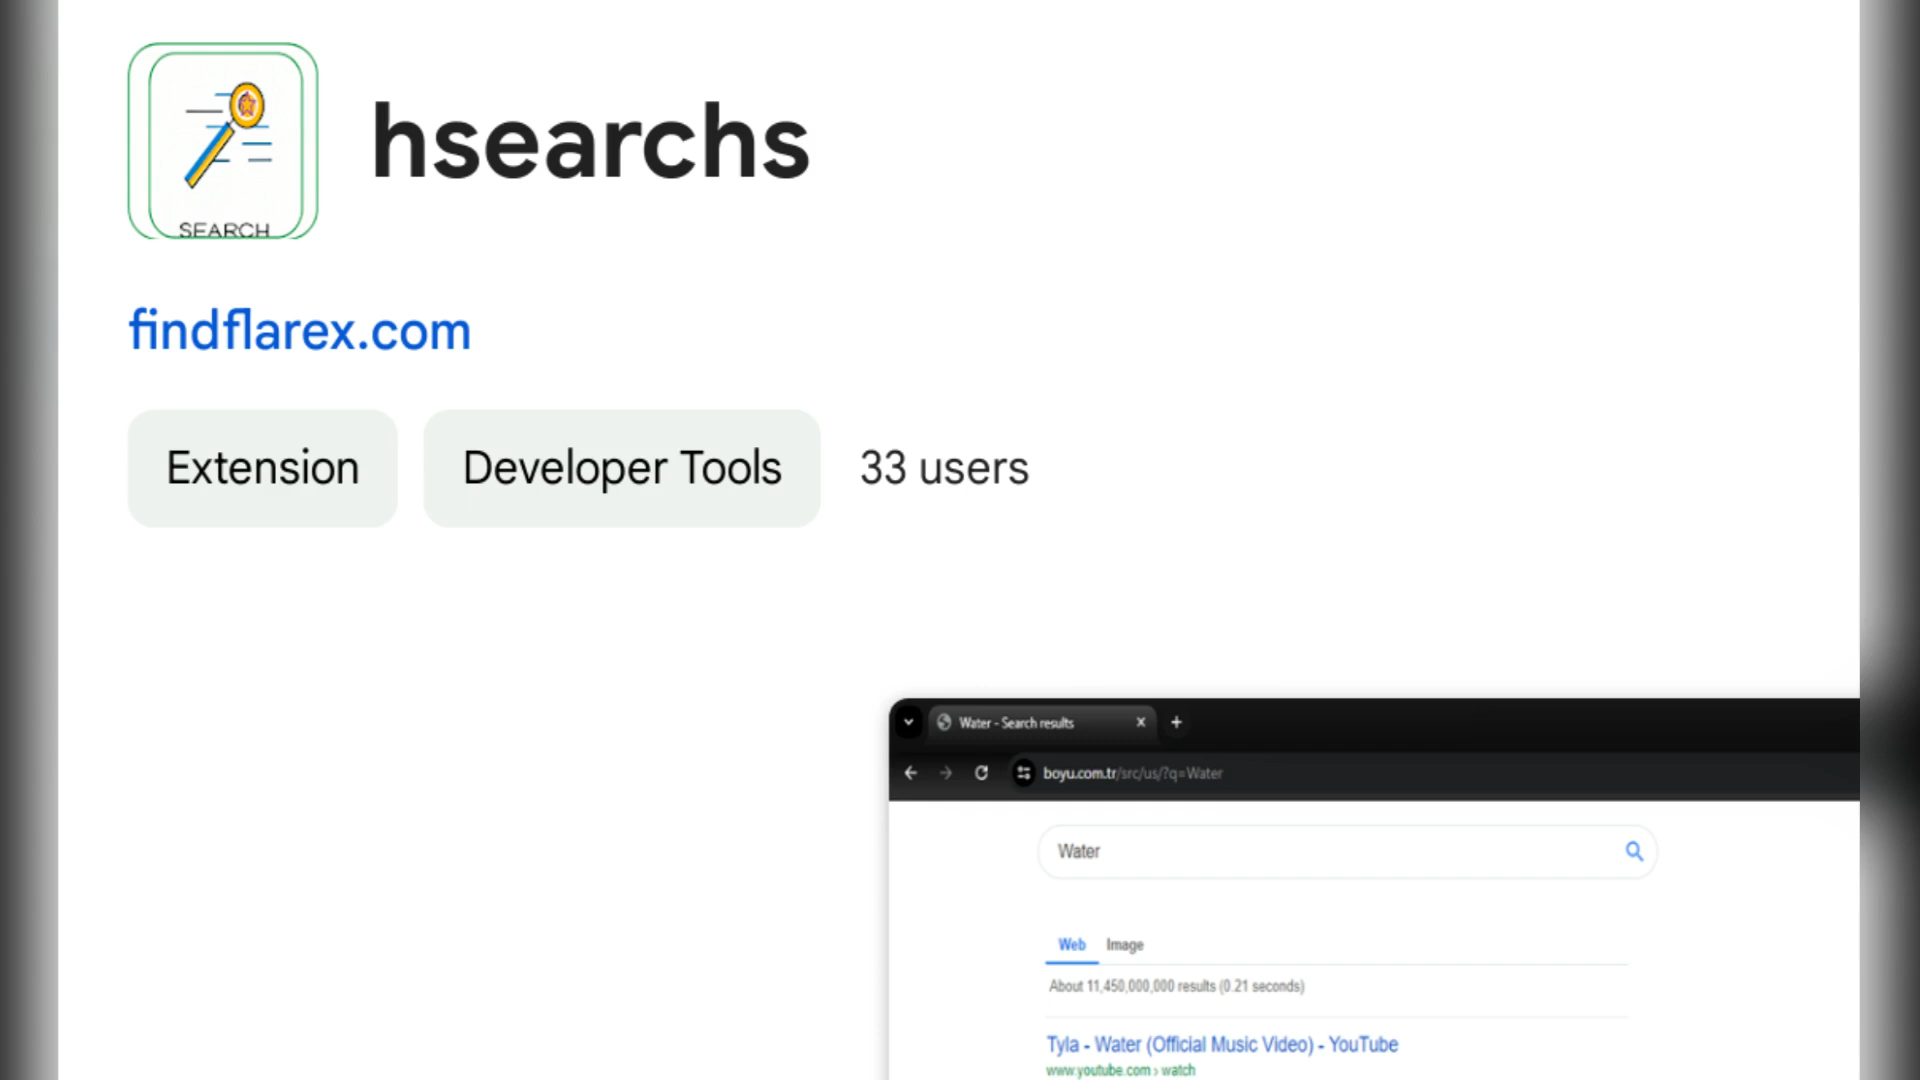 SEARCH
hsearchs
findflarex.com
Extension
Developer Tools
33 users
Water - Search results
boyu.com.tr/src/us/?q=Water
Water
Web
Image
About 11,450,000,000 results (0.21 seconds)
Tyla - Water (Official Music Video) - YouTube
www.youtube.com › watch